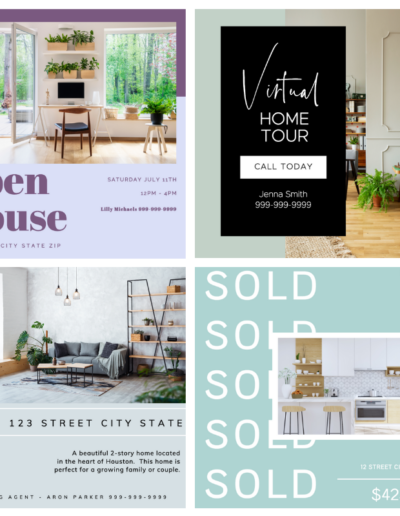 pen
ouse
SATURDAY JULY 11TH
12PM - 4PM
Lilly Michaels 999-999-9999
CITY STATE ZIP
Virtual
HOME
TOUR
CALL TODAY
Jenna Smith
999-999-9999
123 STREET CITY STATE
A beautiful 2-story home located
in the heart of Houston. This home is
perfect for a growing family or couple.
G AGENT - ARON PARKER 999-999-9999
SOLD
SOLD
SOLD
SOLD
SOLD
12 STREET C
$42